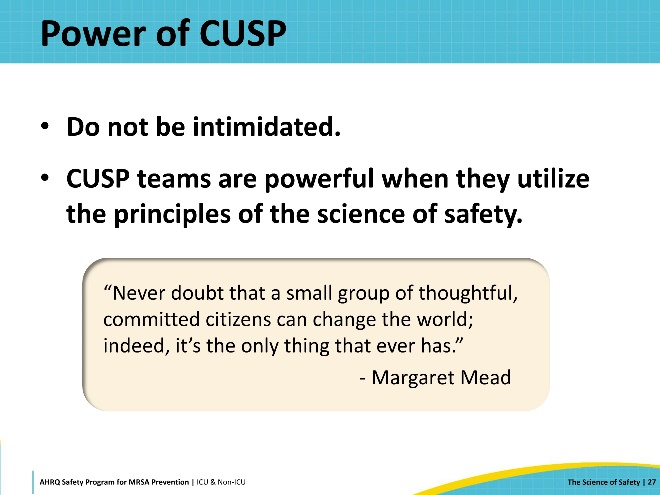 Power of CUSP
• Do not be intimidated.
• CUSP teams are powerful when they utilize
the principles of the science of safety.
“Never doubt that a small group of thoughtful,
committed citizens can change the world;
indeed, it’s the only thing that ever has.”
- Margaret Mead
AHRQ Safety Program for MRSA Prevention | ICU & Non-ICU
The Science of Safety | 27